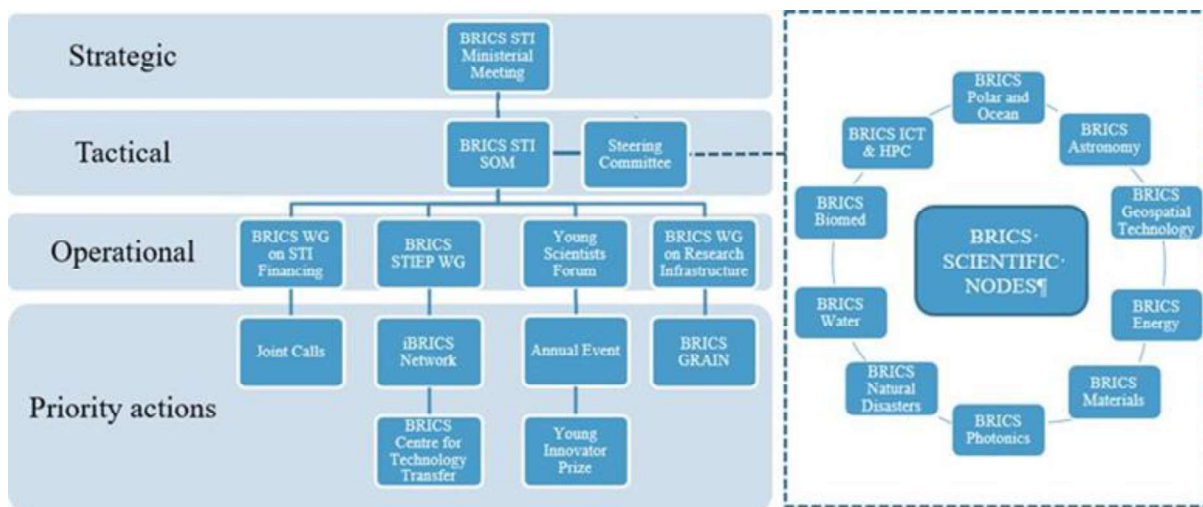 Strategic
BRICS STI
Ministerial
Meeting
Tactical
BRICS STI
SOM
Steering
Committee
Operational
BRICS WG
on STI
Financing
BRICS
STIEP WG
Young
Scientists
Forum
BRICS WG
on Research
Infrastructure
Priority actions
Joint Calls
iBRICS
Network
Annual Event
BRICS
GRAIN
BRICS
Centre for
Technology
Transfer
Young
Innovator
Prize
BRICS
Polar and
Ocean
BRICS
Astronomy
BRICS
Geospatial
Technology
BRICS
Energy
BRICS
Materials
BRICS
Photonics
BRICS
Natural
Disasters
BRICS
Water
BRICS
Biomed
BRICS ICT
& HPC
BRICS·
SCIENTIFIC·
NODES¶